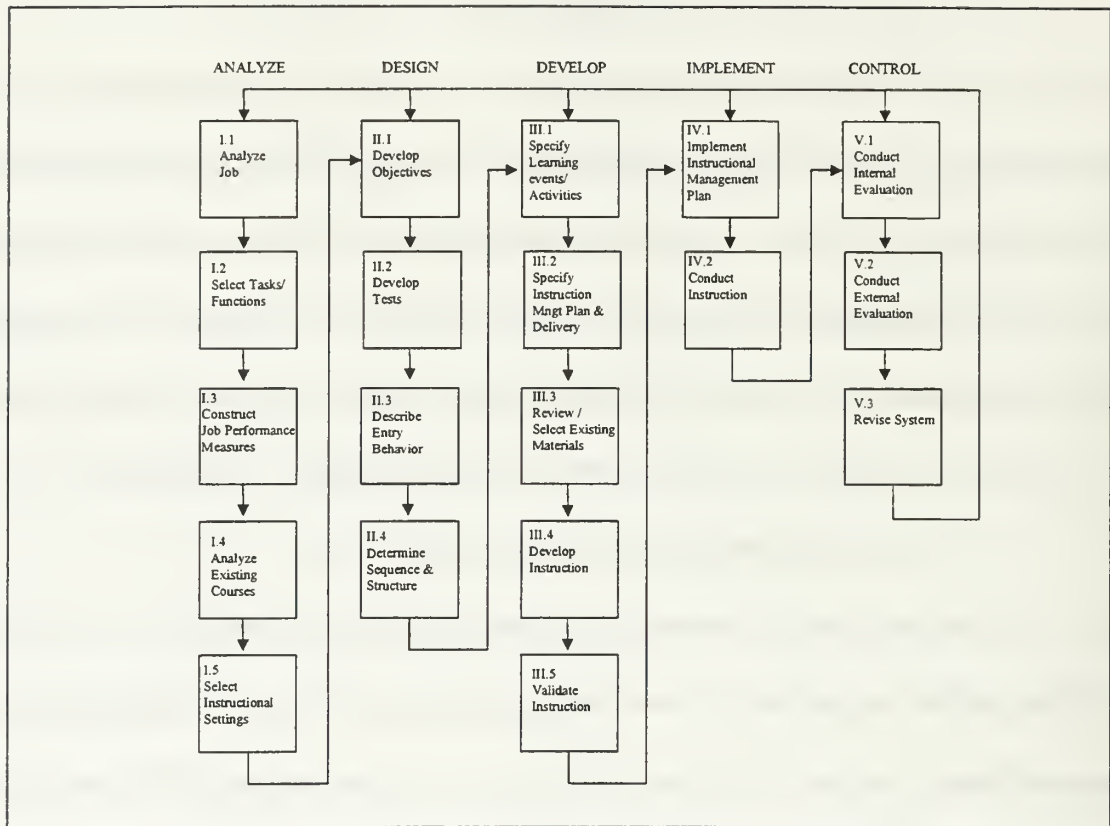 ANALYZE DESIGN DEVELOP IMPLEMENT CONTROL
I.1
Analyze
Job
I.2
Select Tasks/
Functions
I.3
Construct
Job Performance
Measures
I.4
Analyze
Existing
Courses
I.5
Select
Instructional
Settings
II.1
Develop
Objectives
II.2
Develop
Tests
II.3
Describe
Entry
Behavior
II.4
Determine
Sequence &
Structure
III.1
Specify
Learning
events/
Activities
III.2
Specify
Instruction
Mngt Plan &
Delivery
III.3
Review /
Select Existing
Materials
III.4
Develop
Instruction
III.5
Validate
Instruction
IV.1
Implement
Instructional
Management
Plan
IV.2
Conduct
Instruction
V.1
Conduct
Internal
Evaluation
V.2
Conduct
External
Evaluation
V.3
Revise System